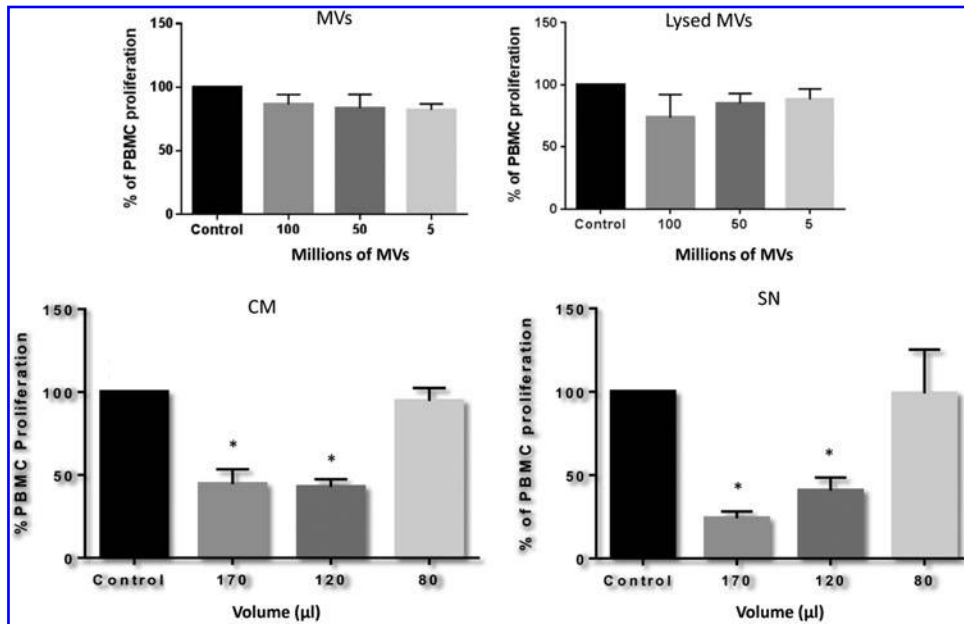 MVs
% of PBMC proliferation
150
100
50
0
Control
100
50
5
Millions of MVs
Lysed MVs
% of PBMC proliferation
150
100
50
0
Control
100
50
5
Millions of MVs
CM
%PBMC Proliferation
150
100
50
0
*
*
Control
170
120
80
Volume (µl)
SN
% of PBMC proliferation
150
100
50
0
*
*
Control
170
120
80
Volume (µl)